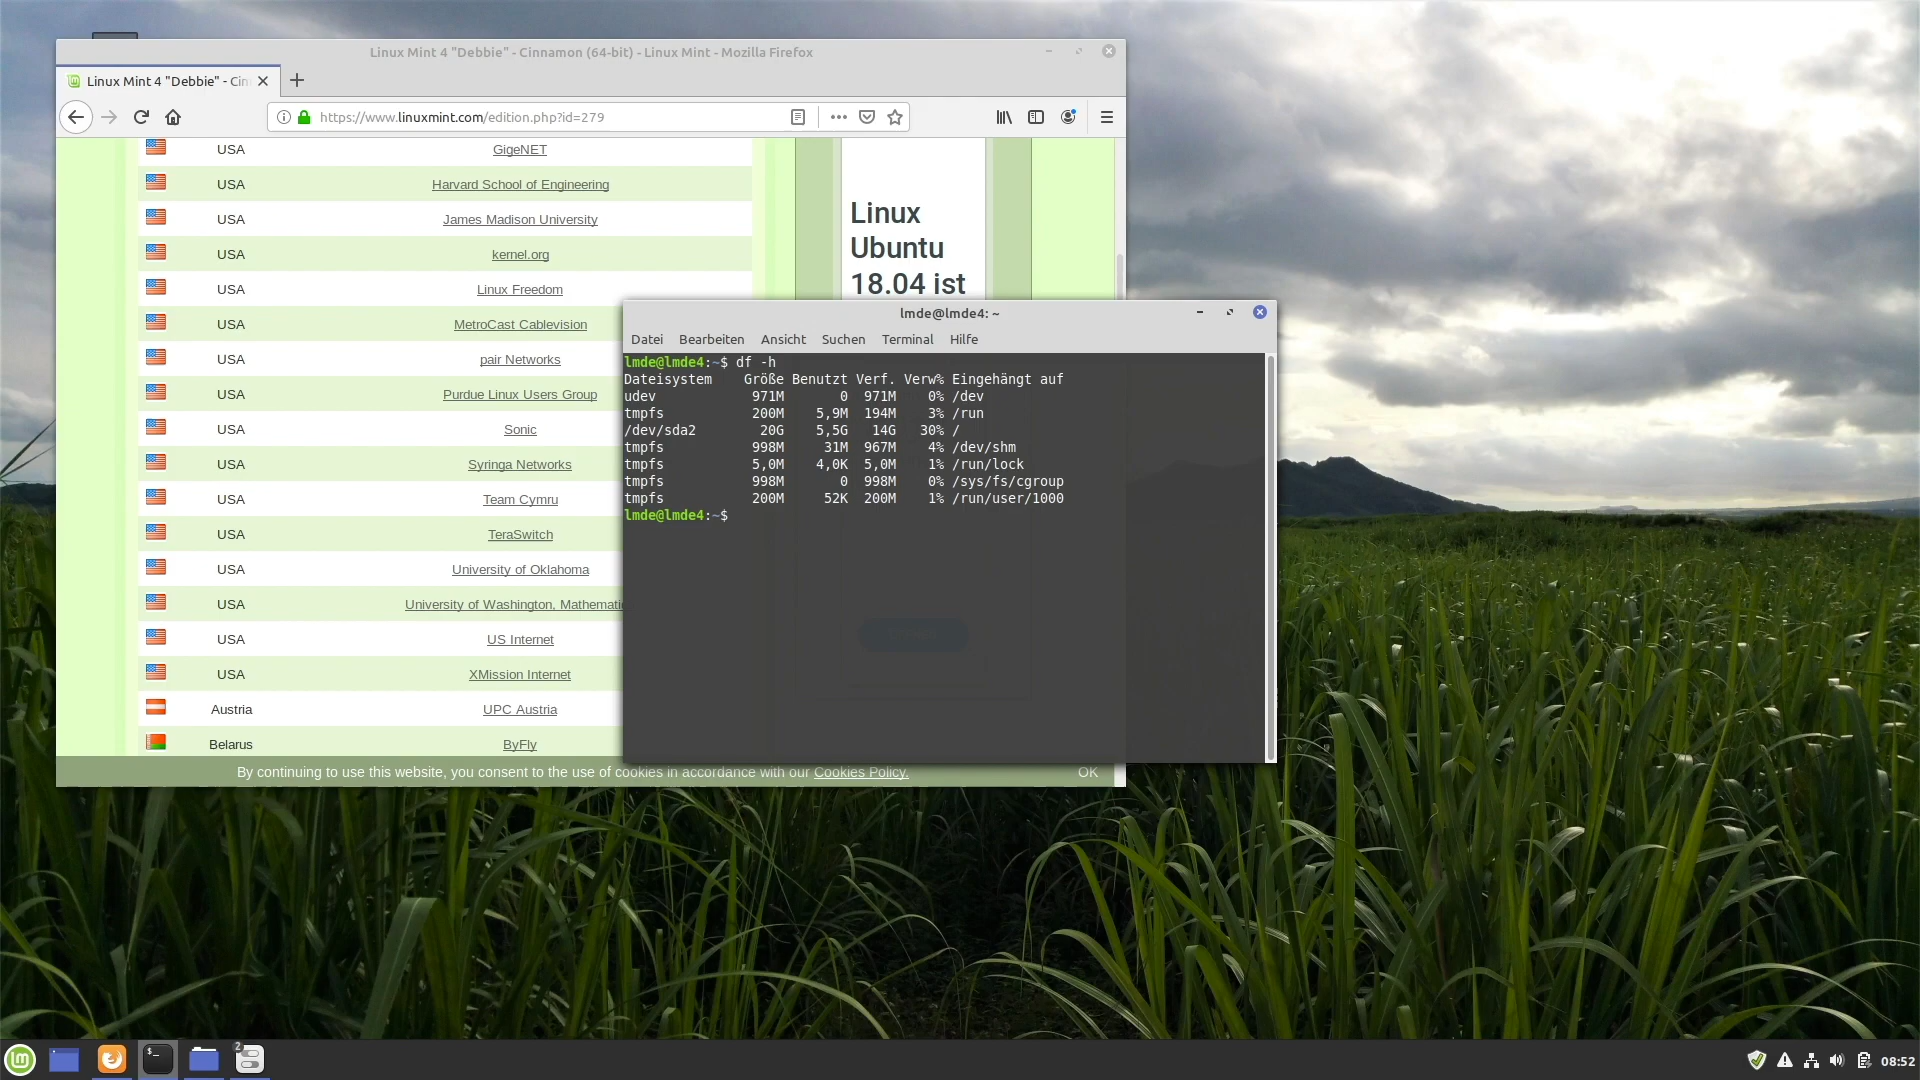 Linux Mint 4 "Debbie" - Cinnamon (64-bit) - Linux Mint - Mozilla Firefox
Linux Mint 4 "Debbie" - Cin
https://www.linuxmint.com/edition.php?id=279
USA GigeNET
USA Harvard School of Engineering
USA James Madison University
USA kernel.org
USA Linux Freedom
USA MetroCast Cablevision
USA pair Networks
USA Purdue Linux Users Group
USA Sonic
USA Syringa Networks
USA Team Cymru
USA TeraSwitch
USA University of Oklahoma
USA University of Washington, Mathematic
USA US Internet
USA XMission Internet
Austria UPC Austria
Belarus ByFly
Linux
Ubuntu
18.04 ist
By continuing to use this website, you consent to the use of cookies in accordance with our Cookies Policy. OK
lmde@lmde4: ~
Datei Bearbeiten Ansicht Suchen Terminal Hilfe
lmde@lmde4:~$ df -h
Dateisystem Größe Benutzt Verf. Verw% Eingehängt auf
udev 971M 0 971M 0% /dev
tmpfs 200M 5,9M 194M 3% /run
/dev/sda2 20G 5,5G 14G 30% /
tmpfs 998M 31M 967M 4% /dev/shm
tmpfs 5,0M 4,0K 5,0M 1% /run/lock
tmpfs 998M 0 998M 0% /sys/fs/cgroup
tmpfs 200M 52K 200M 1% /run/user/1000
lmde@lmde4:~$
2
08:52